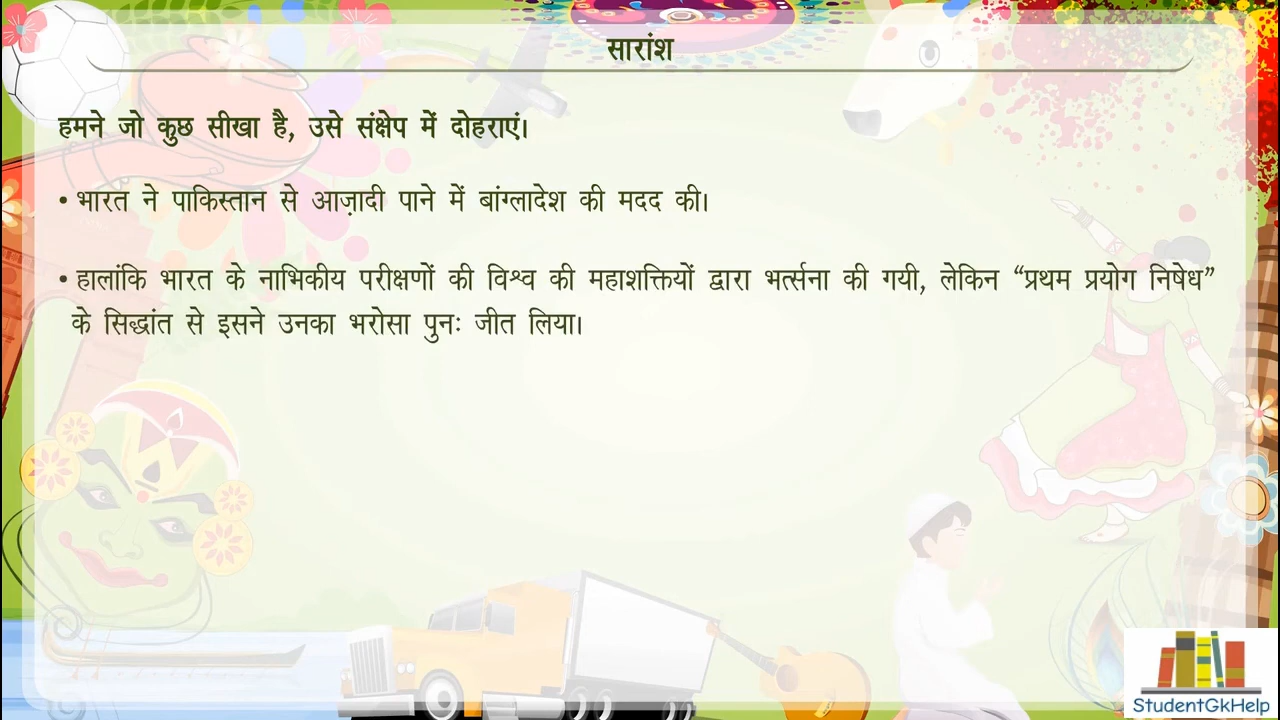 सारांश
हमने जो कुछ सीखा है, उसे संक्षेप में दोहराएं।
• भारत ने पाकिस्तान से आज़ादी पाने में बांग्लादेश की मदद की।
• हालांकि भारत के नाभिकीय परीक्षणों की विश्व की महाशक्तियों द्वारा भर्त्सना की गयी, लेकिन “प्रथम प्रयोग निषेध”
के सिद्धांत से इसने उनका भरोसा पुनः जीत लिया।
StudentGkHelp